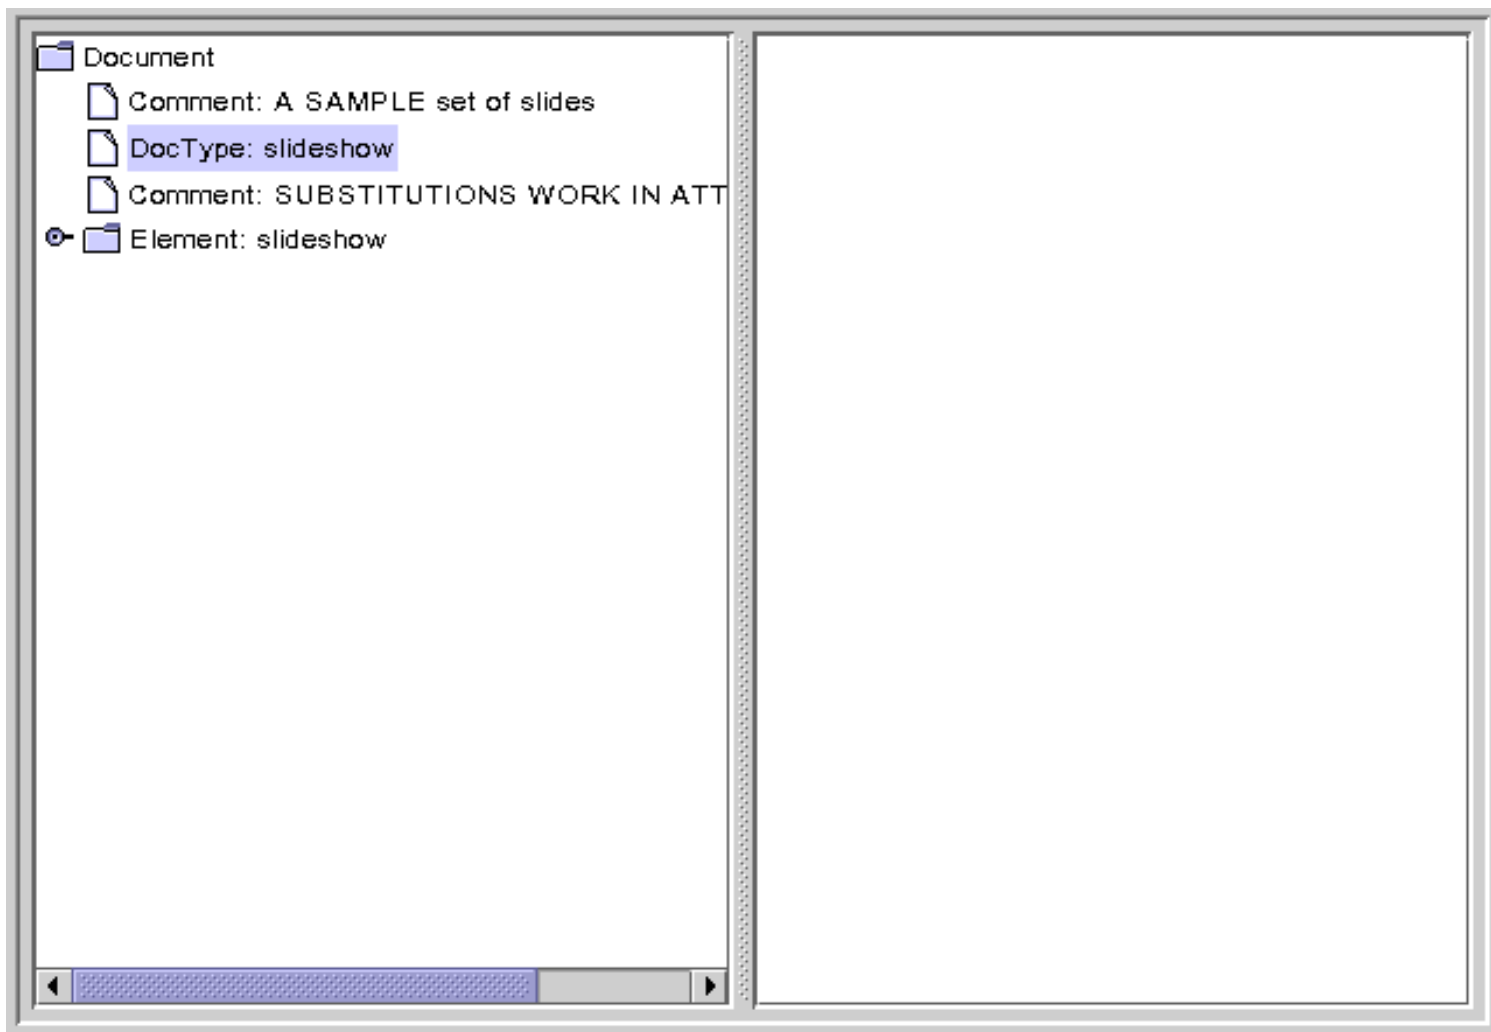 Document
Comment: A SAMPLE set of slides
DocType: slideshow
Comment: SUBSTITUTIONS WORK IN ATT
Element: slideshow